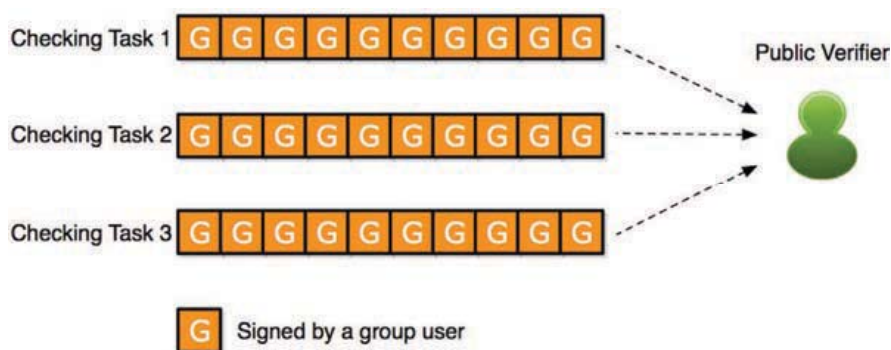 Checking Task 1 G G G G G G G G G G
Public Verifier
Checking Task 2 G G G G G G G G G G
Checking Task 3 G G G G G G G G G G
G Signed by a group user